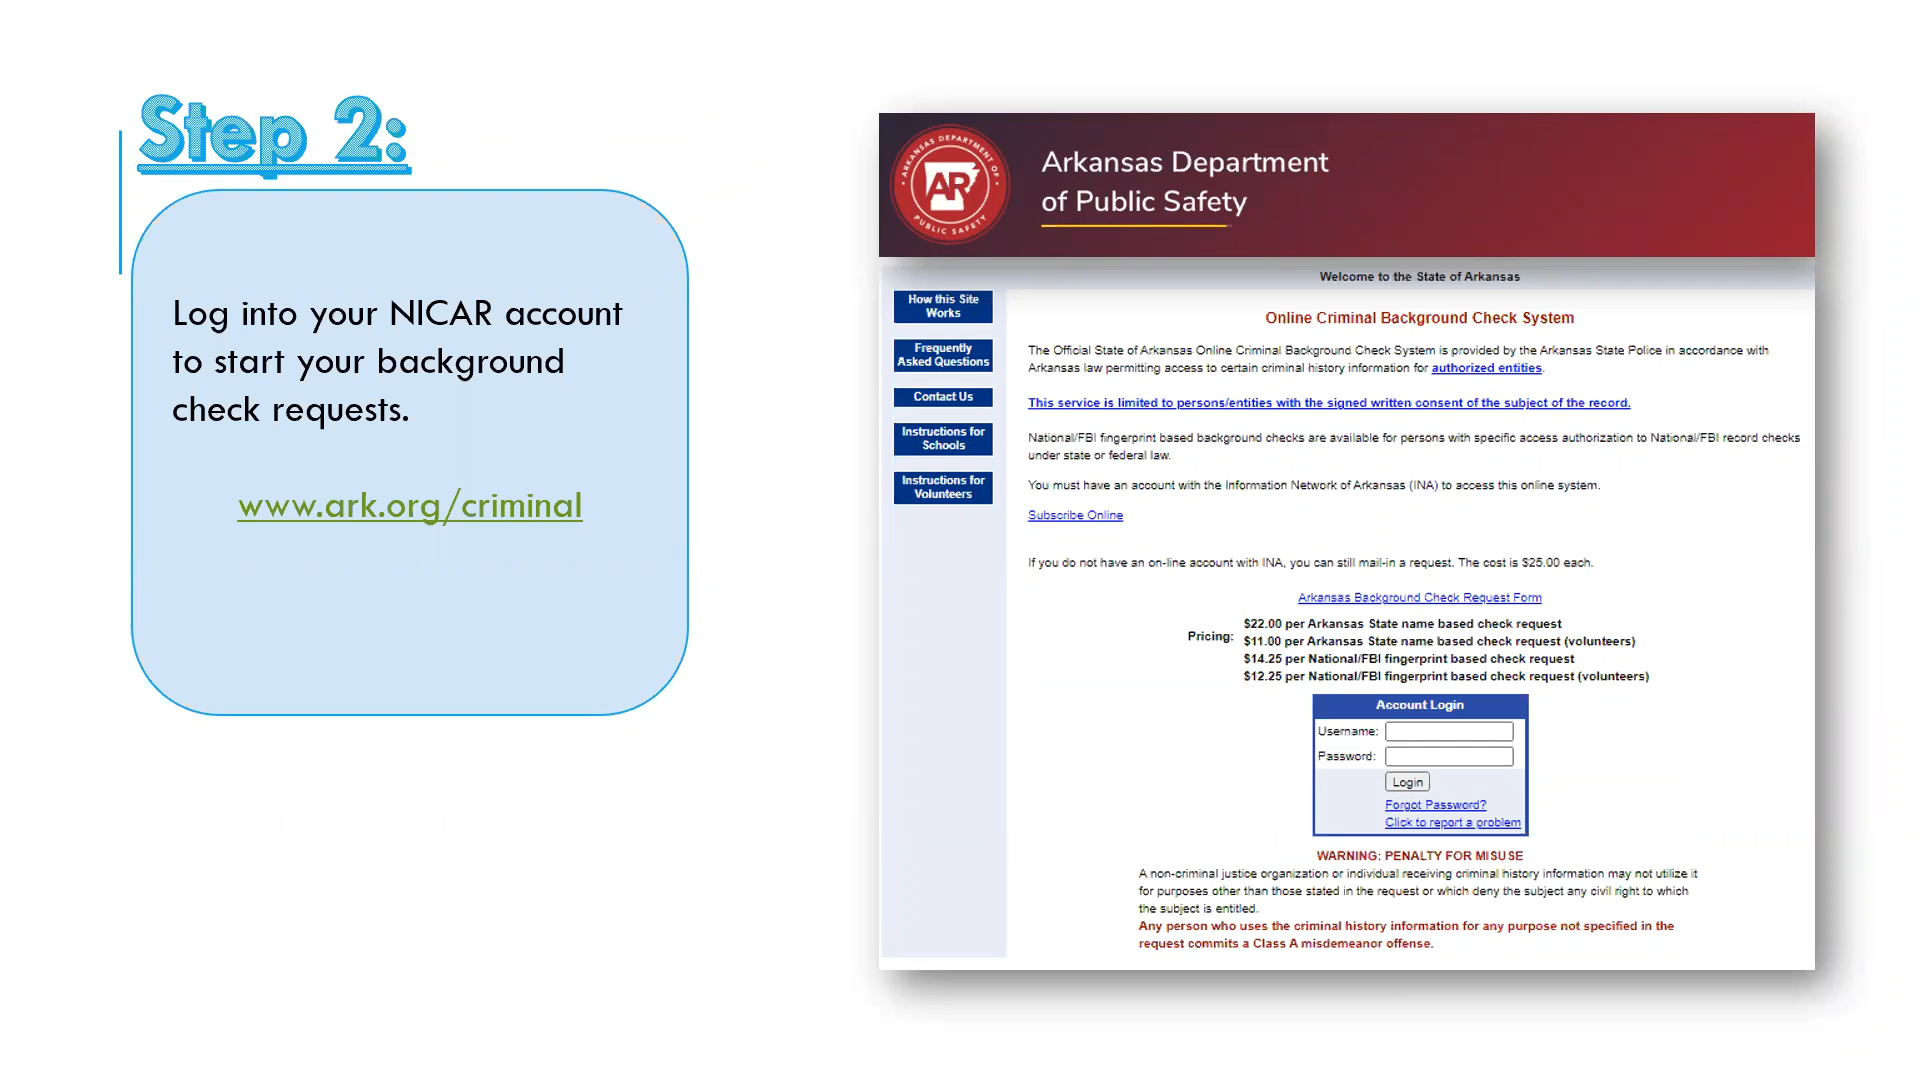 Step 2:
Log into your NICAR account
to start your background
check requests.
www.ark.org/criminal
ARKANSAS DEPARTMENT OF
AR
PUBLIC SAFETY
Arkansas Department
of Public Safety
Welcome to the State of Arkansas
How this Site
Works
Frequently
Asked Questions
Contact Us
Instructions for
Schools
Instructions for
Volunteers
Online Criminal Background Check System
The Official State of Arkansas Online Criminal Background Check System is provided by the Arkansas State Police in accordance with
Arkansas law permitting access to certain criminal history information for authorized entities.
This service is limited to persons/entities with the signed written consent of the subject of the record.
National/FBI fingerprint based background checks are available for persons with specific access authorization to National/FBI record checks
under state or federal law.
You must have an account with the Information Network of Arkansas (INA) to access this online system.
Subscribe Online
If you do not have an on-line account with INA, you can still mail-in a request. The cost is $25.00 each.
Arkansas Background Check Request Form
Pricing:
$22.00 per Arkansas State name based check request
$11.00 per Arkansas State name based check request (volunteers)
$14.25 per National/FBI fingerprint based check request
$12.25 per National/FBI fingerprint based check request (volunteers)
Account Login
Username:
Password:
Login
Forgot Password?
Click to report a problem
WARNING: PENALTY FOR MISUSE
A non-criminal justice organization or individual receiving criminal history information may not utilize it
for purposes other than those stated in the request or which deny the subject any civil right to which
the subject is entitled.
Any person who uses the criminal history information for any purpose not specified in the
request commits a Class A misdemeanor offense.